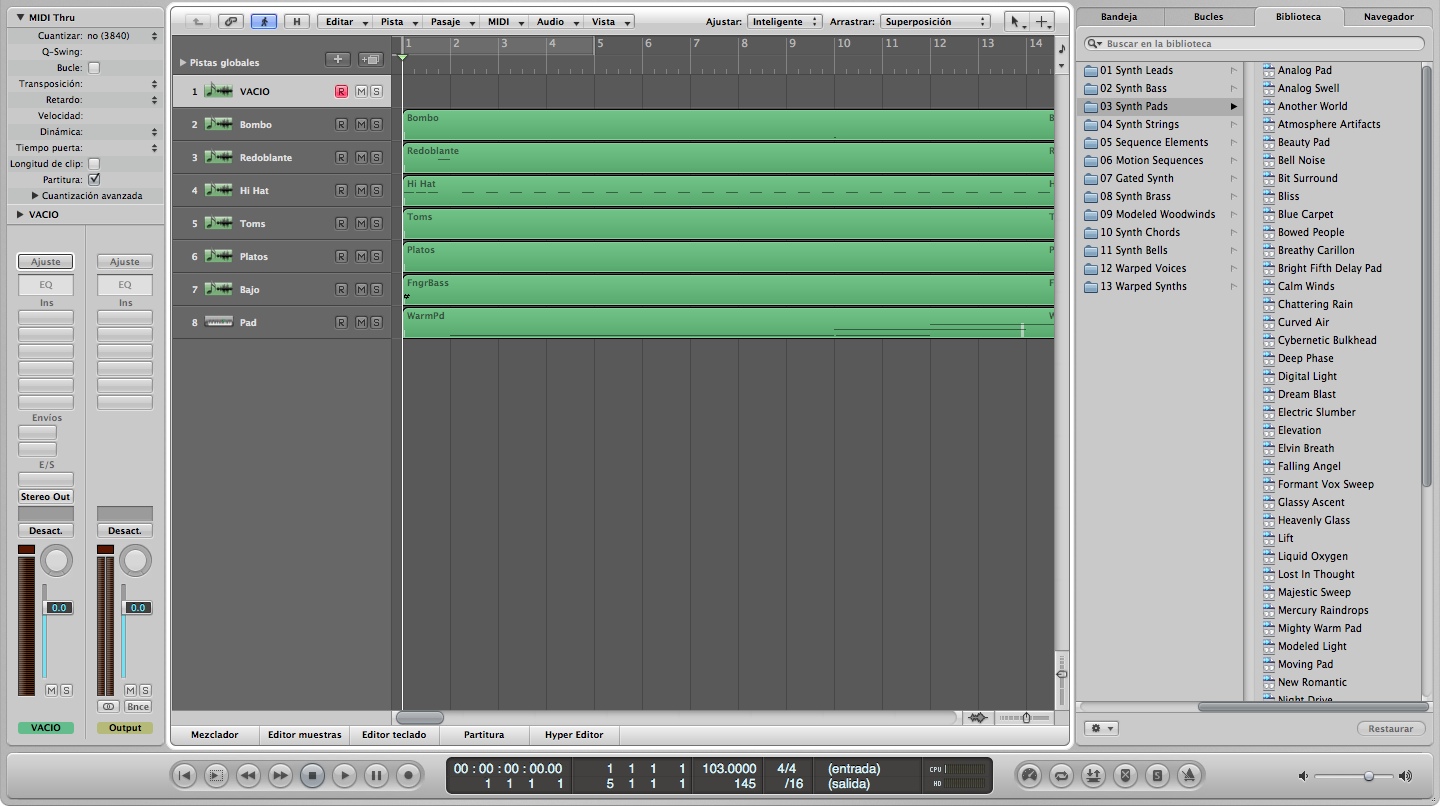 MIDI Thru
Cuantizar: no (3840)
Q-Swing:
Bucle:
Transposición:
Retardo:
Velocidad:
Dinámica:
Tiempo puerta:
Longitud de clip:
Partitura:
Cuantización avanzada
VACIO
Ajuste Ajuste
EQ EQ
Ins Ins
Envíos
E/S
Stereo Out
Desact. Desact.
0.0 0.0
M S M S
Bnce
VACIO Output
H Editar Pista Pasaje MIDI Audio Vista Ajustar: Inteligente Arrastrar: Superposición
Pistas globales
1 2 3 4 5 6 7 8 9 10 11 12 13 14
1 VACIO R M S
2 Bombo R M S
3 Redoblante R M S
4 Hi Hat R M S
5 Toms R M S
6 Platos R M S
7 Bajo R M S
8 Pad R M S
Bombo B
Redoblante R
Hi Hat H
Toms T
Platos P
FngrBass F
WarmPd W
Mezclador Editor muestras Editor teclado Partitura Hyper Editor
Bandeja Bucles Biblioteca Navegador
Buscar en la biblioteca
01 Synth Leads
02 Synth Bass
03 Synth Pads
04 Synth Strings
05 Sequence Elements
06 Motion Sequences
07 Gated Synth
08 Synth Brass
09 Modeled Woodwinds
10 Synth Chords
11 Synth Bells
12 Warped Voices
13 Warped Synths
Analog Pad
Analog Swell
Another World
Atmosphere Artifacts
Beauty Pad
Bell Noise
Bit Surround
Bliss
Blue Carpet
Bowed People
Breathy Carillon
Bright Fifth Delay Pad
Calm Winds
Chattering Rain
Curved Air
Cybernetic Bulkhead
Deep Phase
Digital Light
Dream Blast
Electric Slumber
Elevation
Elvin Breath
Falling Angel
Formant Vox Sweep
Glassy Ascent
Heavenly Glass
Lift
Liquid Oxygen
Lost In Thought
Majestic Sweep
Mercury Raindrops
Mighty Warm Pad
Modeled Light
Moving Pad
New Romantic
Night Drive
Restaurar
00 : 00 : 00 : 00.00 1 1 1 1 103.0000 4/4 (entrada) CPU
1 1 1 1 5 1 1 1 145 /16 (salida) HD
S